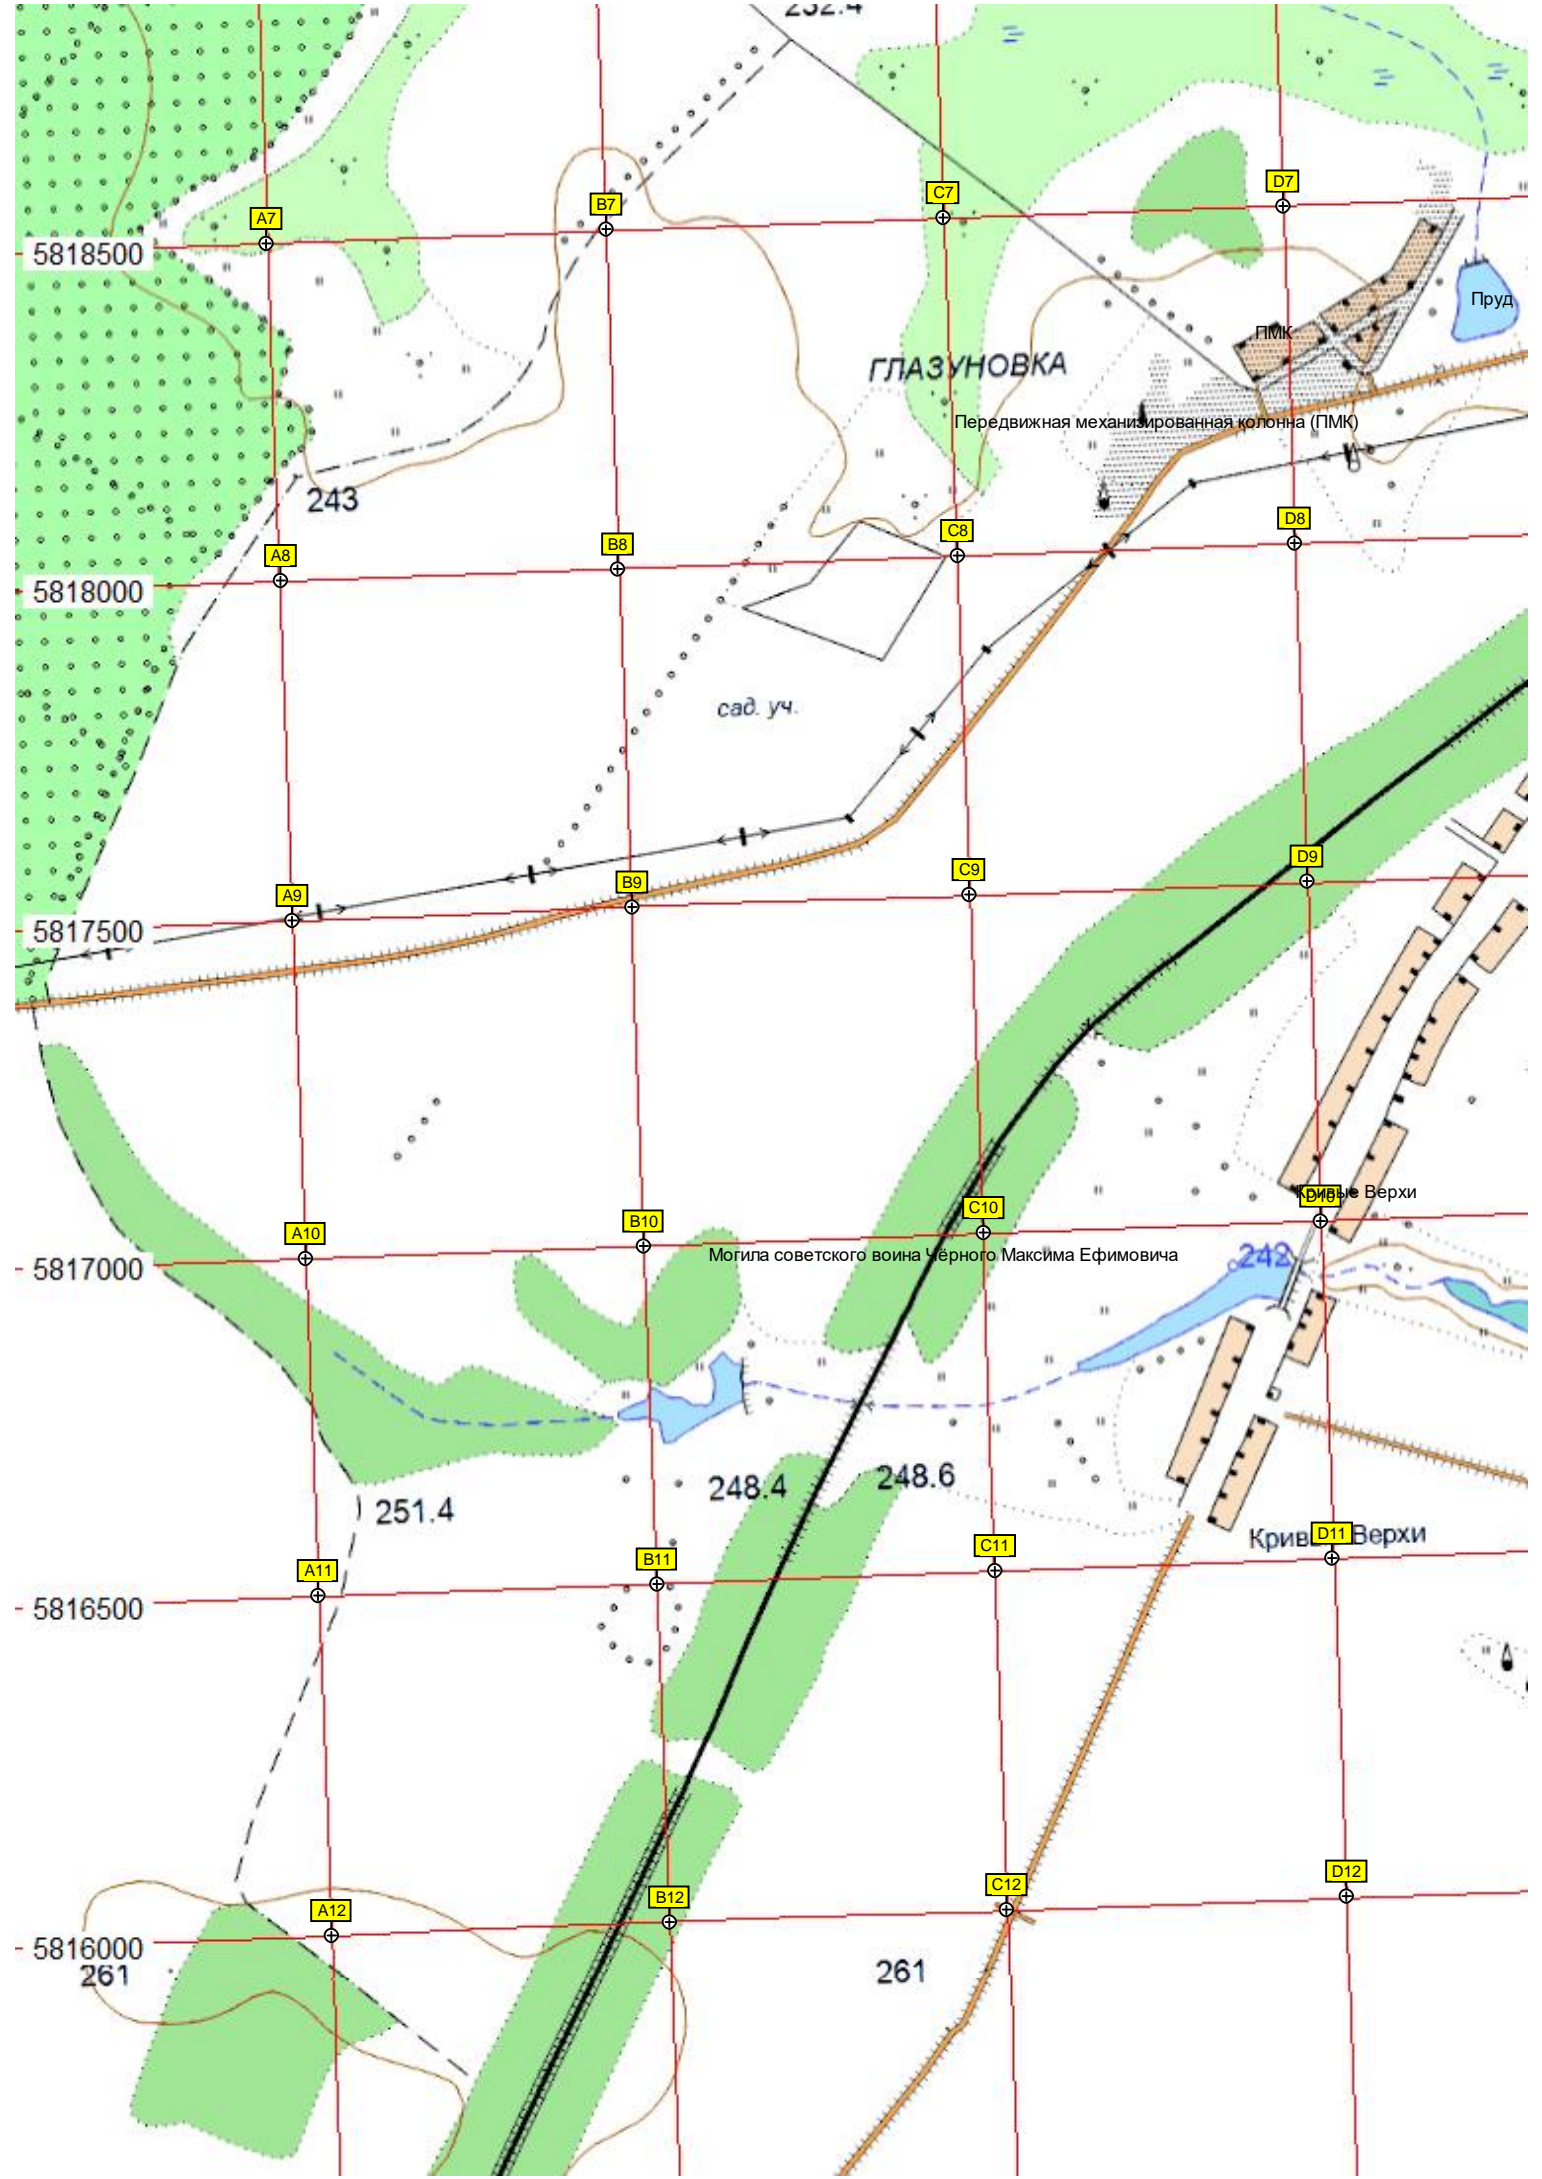 232.4
D7
C7
B7
A7
5818500
Пруд
ПМК
ГЛАЗУНОВКА
Передвижная механизированная колонна (ПМК)
243
D8
C8
B8
A8
5818000
сад. уч.
D9
C9
B9
A9
5817500
Кривые Верхи
D10
C10
B10
A10
Могила советского воина Чёрного Максима Ефимовича
242
5817000
248.6
248.4
251.4
Кривые Верхи
D11
C11
B11
A11
5816500
D12
C12
B12
A12
5816000
261
261